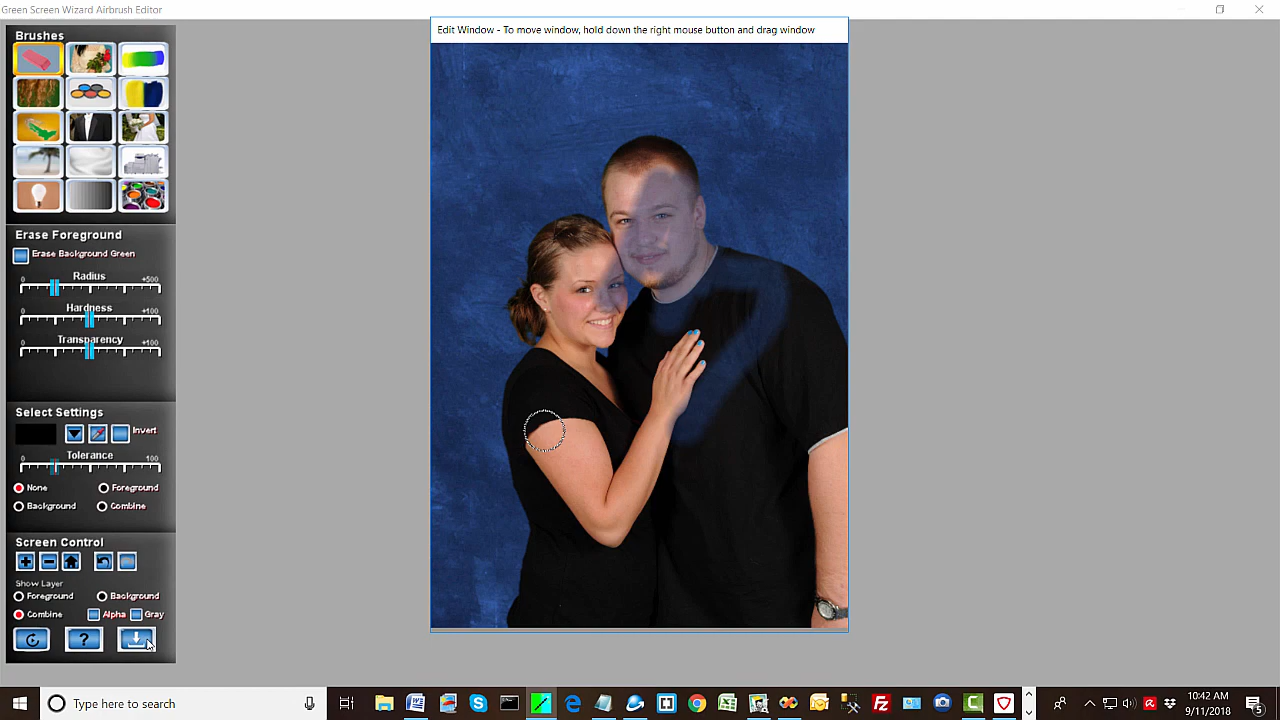 Green Screen Wizard Airbrush Editor
Edit Window - To move window, hold down the right mouse button and drag window
Brushes
Erase Foreground
Erase Background Green
Radius
0 +500
Hardness
0 +100
Transparency
0 +100
Select Settings
Invert
Tolerance
0 100
None Foreground
Background Combine
Screen Control
Show Layer
Foreground Background
Combine Alpha Gray
?
Type here to search
10:42 AM
9/11/2018
5